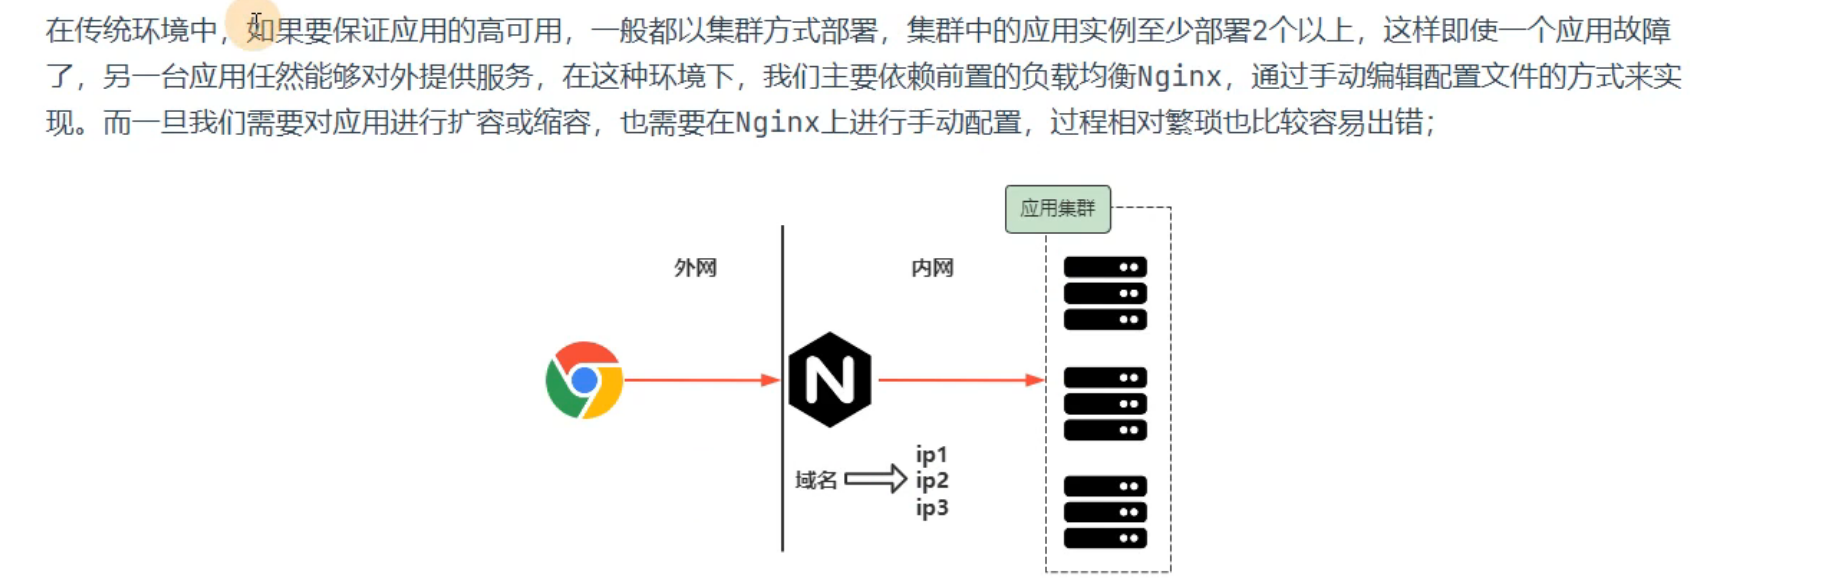 在传统环境中，如果要保证应用的高可用，一般都以集群方式部署，集群中的应用实例至少部署2个以上，这样即使一个应用故障
了，另一台应用任然能够对外提供服务，在这种环境下，我们主要依赖前置的负载均衡Nginx，通过手动编辑配置文件的方式来实
现。而一旦我们需要对应用进行扩容或缩容，也需要在Nginx上进行手动配置，过程相对繁琐也比较容易出错；
应用集群
外网
内网
N
域名
ip1
ip2
ip3